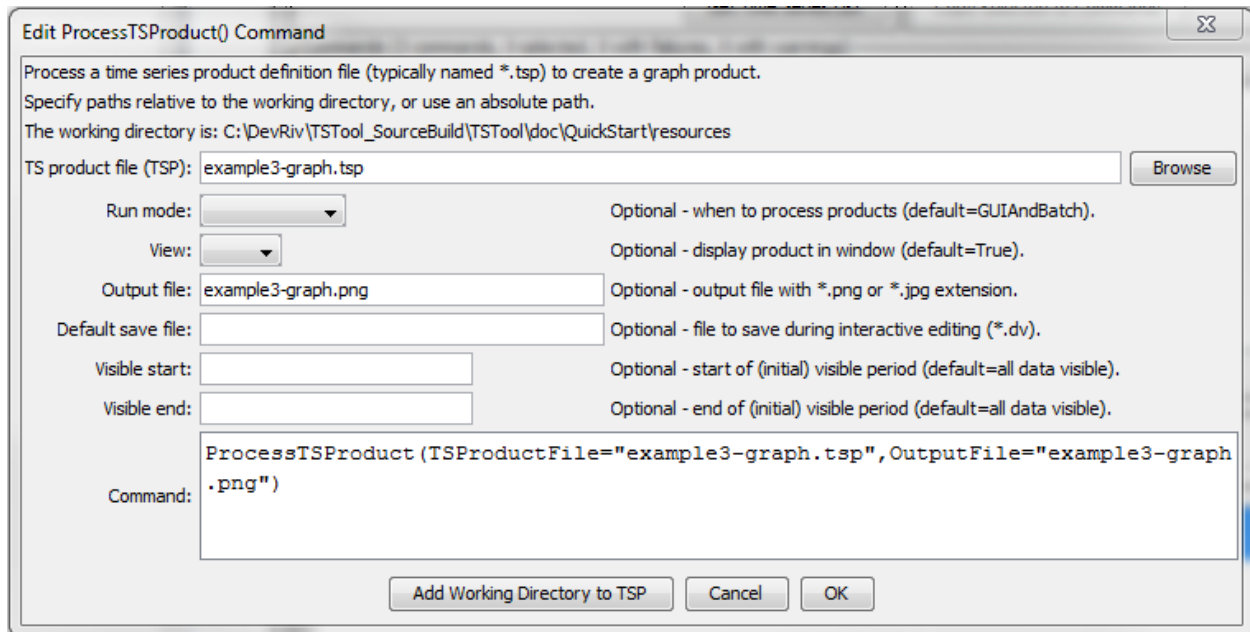 Edit ProcessTSProduct() Command
Process a time series product definition file (typically named *.tsp) to create a graph product.
Specify paths relative to the working directory, or use an absolute path.
The working directory is: C:\DevRiv\TSTool_SourceBuild\TSTool\doc\QuickStart\resources
TS product file (TSP): example3-graph.tsp Browse
Run mode: Optional - when to process products (default=GUIAndBatch).
View: Optional - display product in window (default=True).
Output file: example3-graph.png Optional - output file with *.png or *.jpg extension.
Default save file: Optional - file to save during interactive editing (*.dv).
Visible start: Optional - start of (initial) visible period (default=all data visible).
Visible end: Optional - end of (initial) visible period (default=all data visible).
ProcessTSProduct(TSProductFile="example3-graph.tsp",OutputFile="example3-graph
.png")
Command:
Add Working Directory to TSP Cancel OK